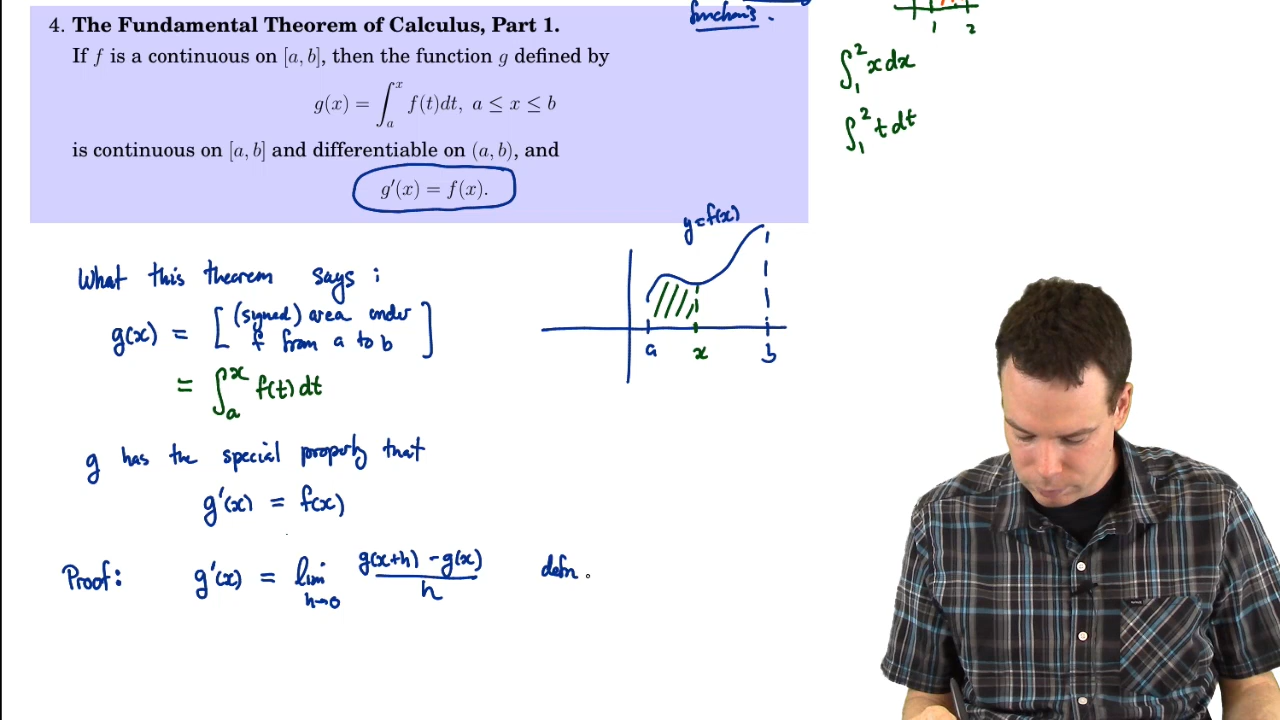 functions.
4. The Fundamental Theorem of Calculus, Part 1.
If f is a continuous on [a, b], then the function g defined by
g(x) = ∫_a^x f(t)dt, a ≤ x ≤ b
is continuous on [a, b] and differentiable on (a, b), and
g′(x) = f(x).
1 2
∫_1^2 x dx
∫_1^2 t dt
y = f(x)
a x b
What this theorem says :
g(x) = [ (signed) area under
f from a to b ]
= ∫_a^x f(t) dt
g has the special property that
g′(x) = f(x)
Proof: g′(x) = lim_{h→0} (g(x+h) - g(x))/h defn.